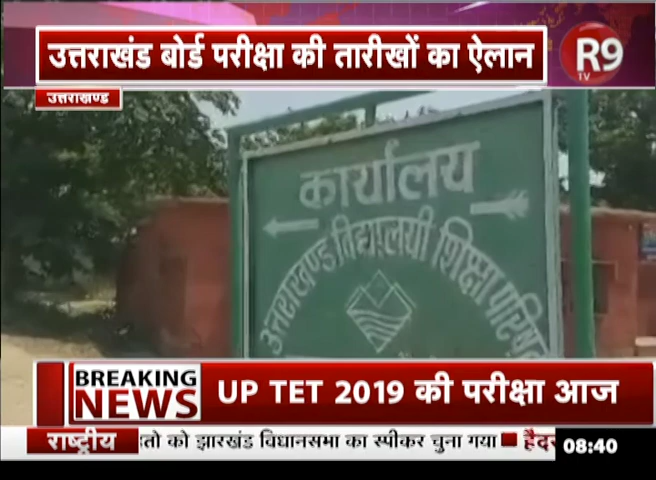 उत्तराखंड बोर्ड परीक्षा की तारीखों का ऐलान
R9
TV
उत्तराखण्ड
कार्यालय
उत्तराखण्ड विद्यालयी शिक्षा परिषद
BREAKING NEWS
UP TET 2019 की परीक्षा आज
राष्ट्रीय
को झारखंड विधानसभा का स्पीकर चुना गया
08:40